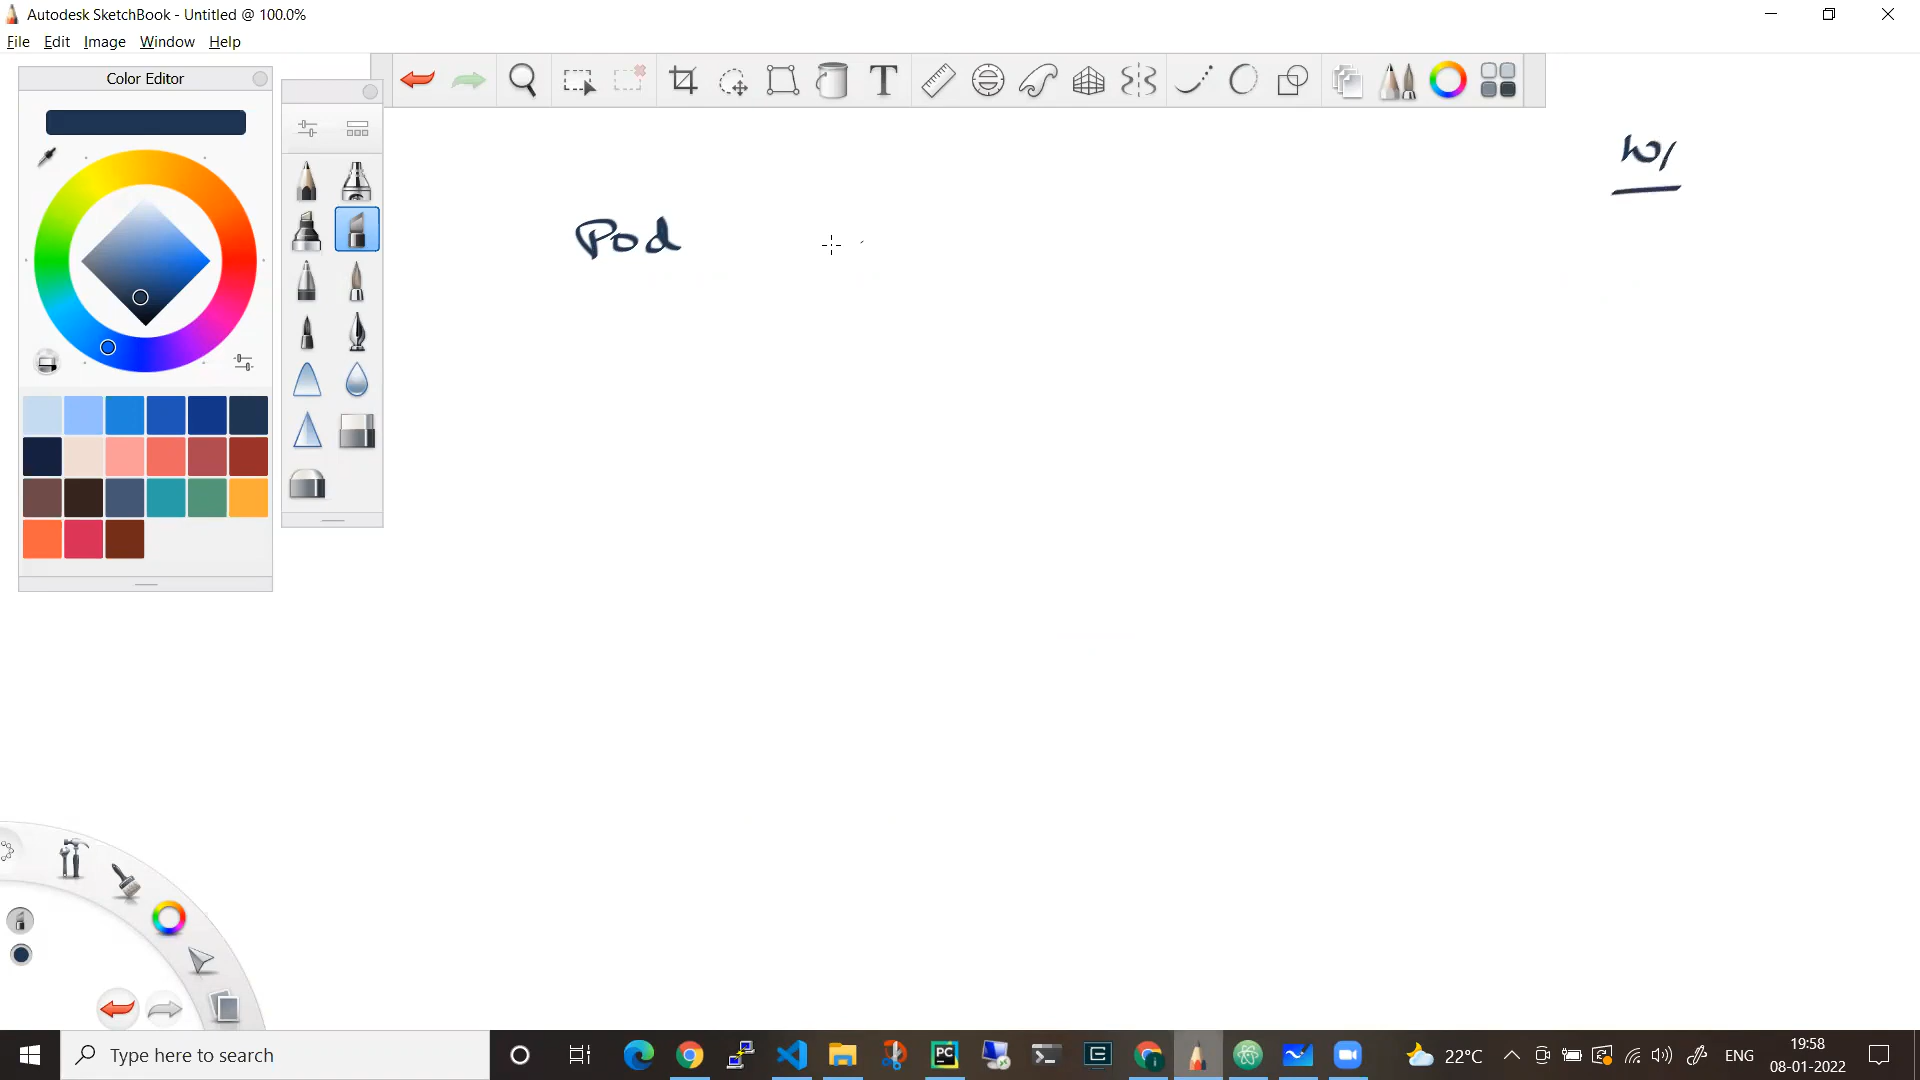 Autodesk SketchBook - Untitled @ 100.0%
File Edit Image Window Help
Color Editor
T
Pod
Type here to search
PC
22°C
ENG
19:58
08-01-2022